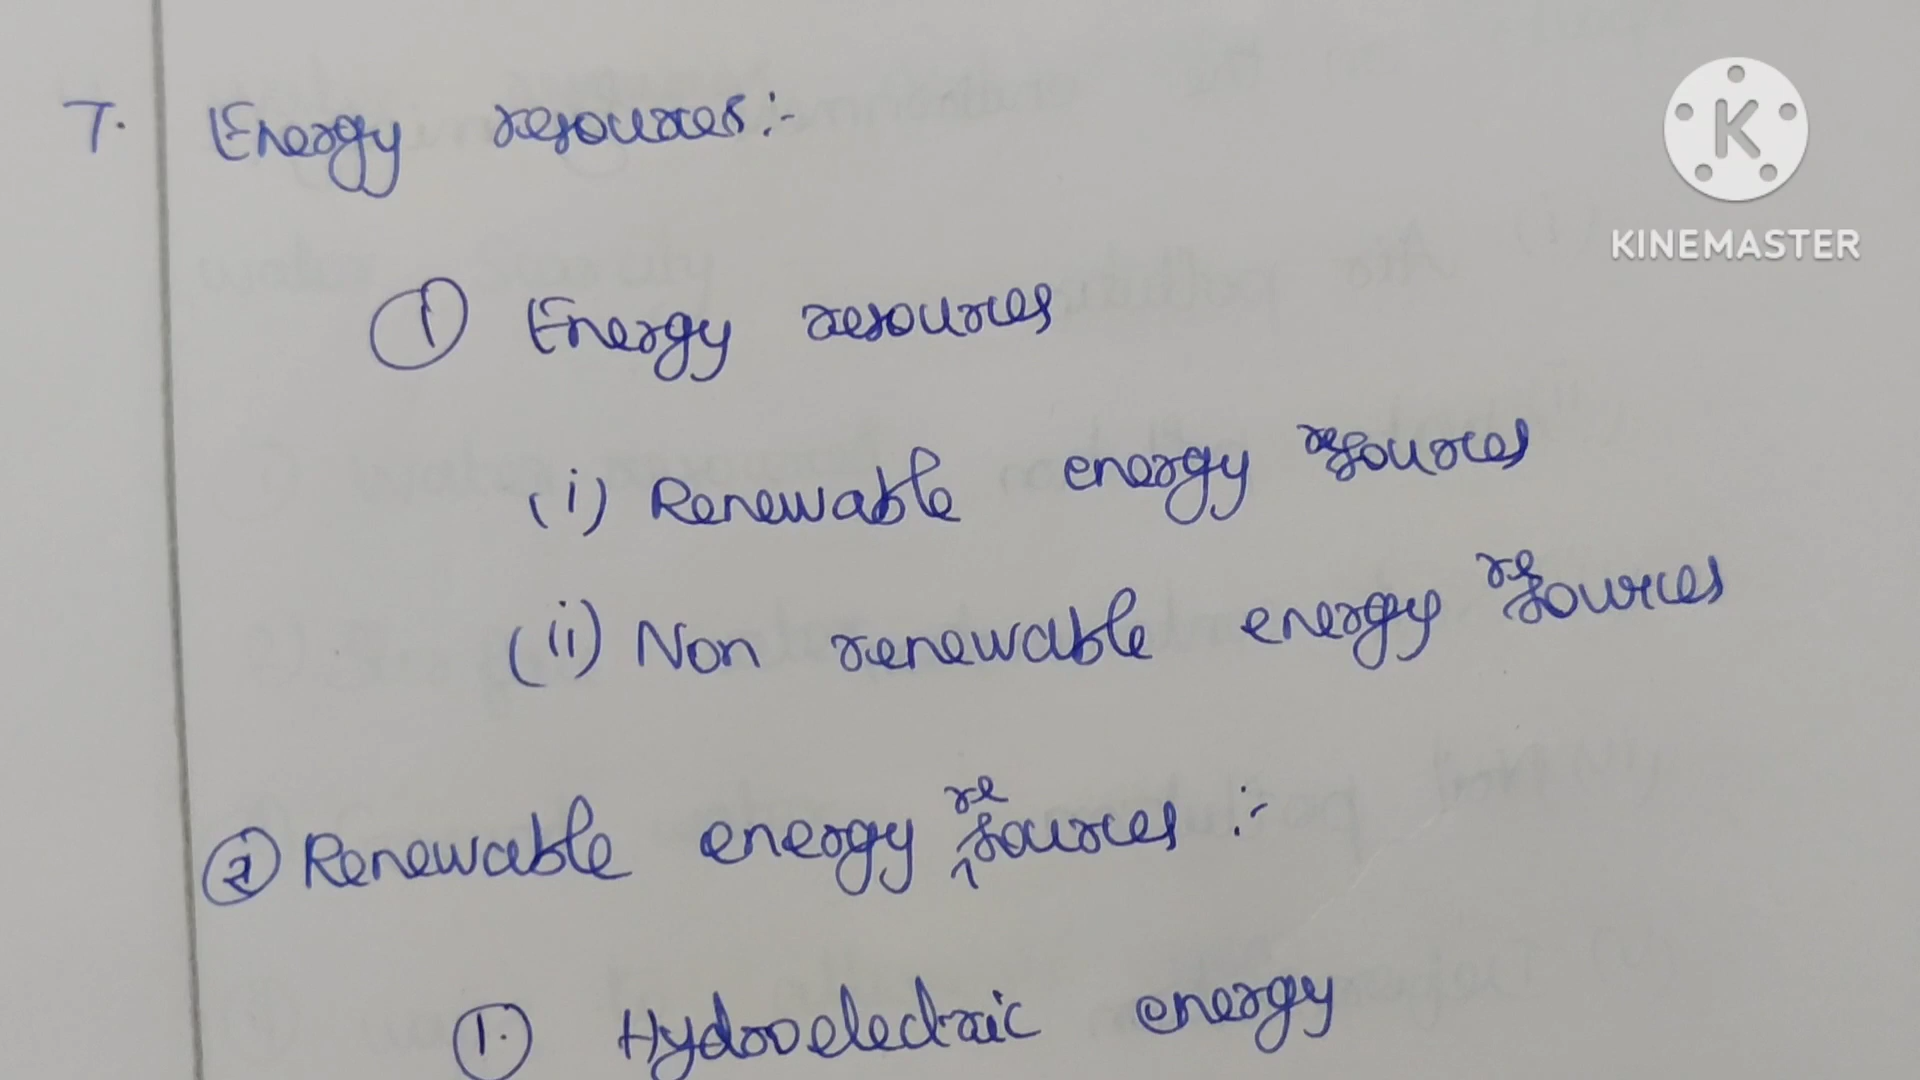 7. Energy resources:-
K
KINEMASTER
① Energy resources
(i) Renewable energy resources
(ii) Non renewable energy resources
② Renewable energy resources :-
①. Hydroelectric energy